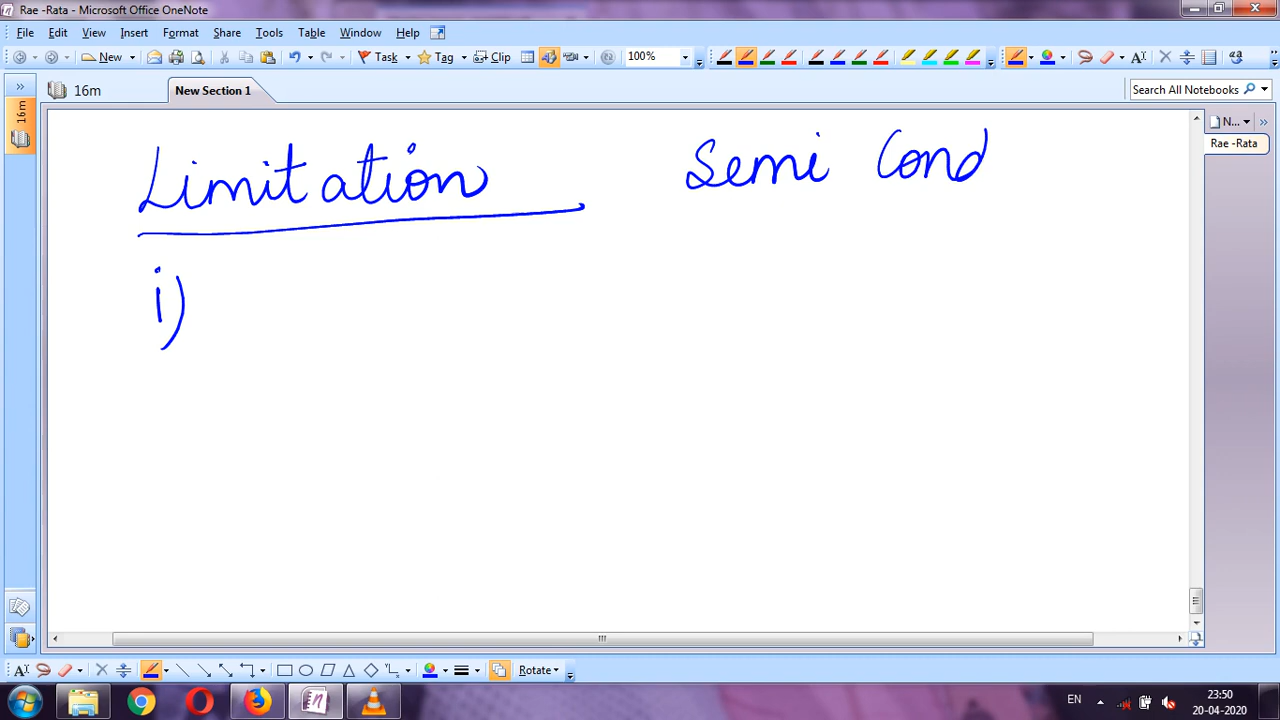 Rae -Rata - Microsoft Office OneNote
File Edit View Insert Format Share Tools Table Window Help
New Task Tag Clip 100%
16m New Section 1 Search All Notebooks
16m
N...
Rae -Rata
Limitation Semi Cond
i)
Rotate
EN 23:50
20-04-2020